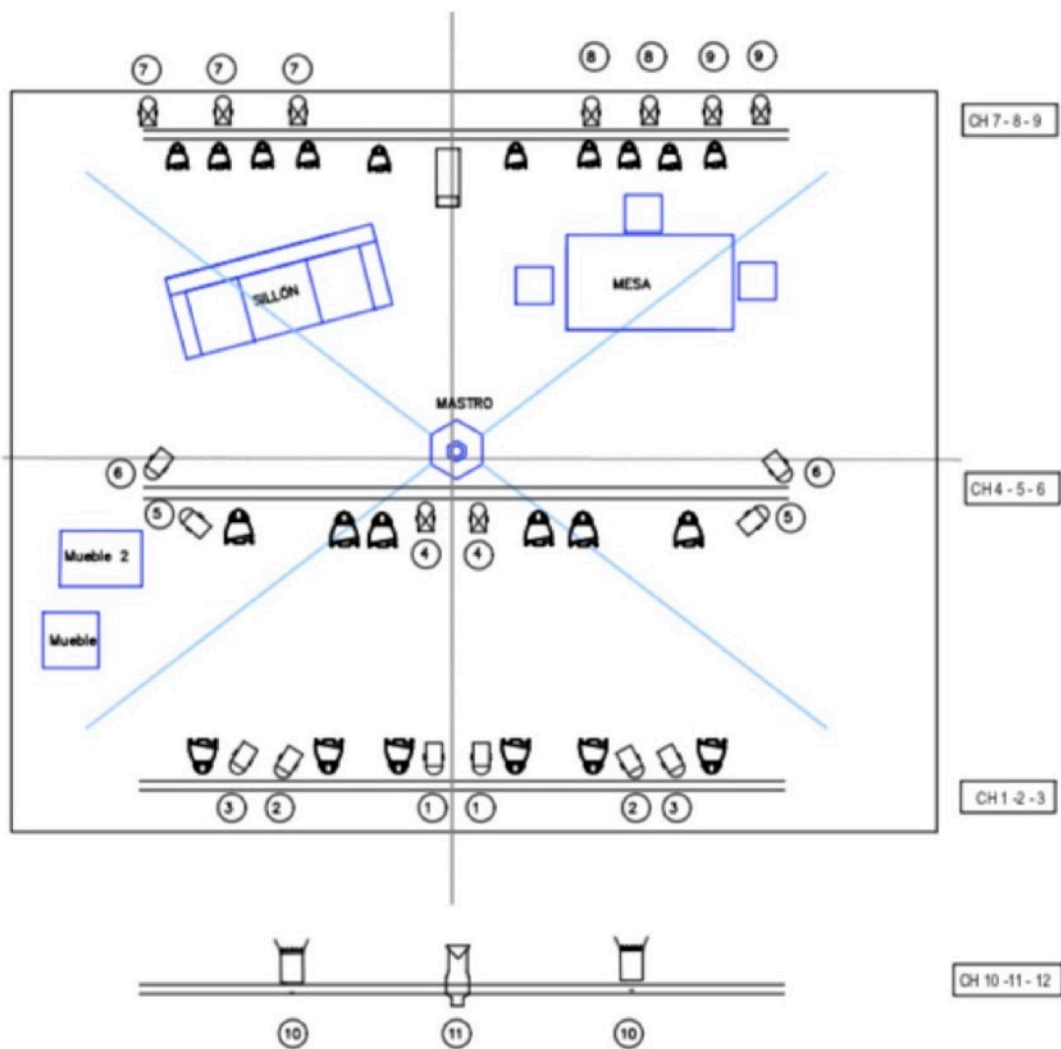 7 7 7 8 8 9 9
CH 7 - 8 - 9
SILLÓN
MESA
MASTRO
6 6
CH 4 - 5 - 6
5 5
4 4
Mueble 2
Mueble
3 2 1 1 2 3
CH 1 - 2 - 3
CH 10 - 11 - 12
10 11 10